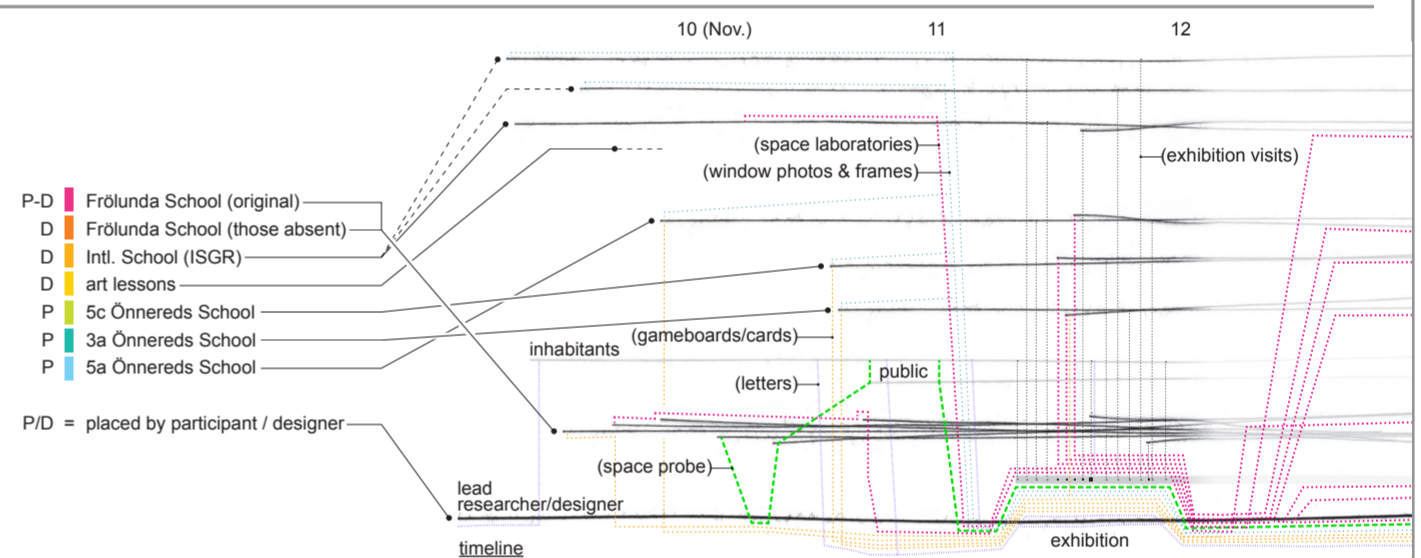 10 (Nov.)
11
12
(space laboratories)
(window photos & frames)
(exhibition visits)
P-D Frölunda School (original)
D Frölunda School (those absent)
D Intl. School (ISGR)
D art lessons
P 5c Önnereds School
P 3a Önnereds School
P 5a Önnereds School
(gameboards/cards)
inhabitants
public
(letters)
P/D = placed by participant / designer
(space probe)
lead
researcher/designer
exhibition
timeline